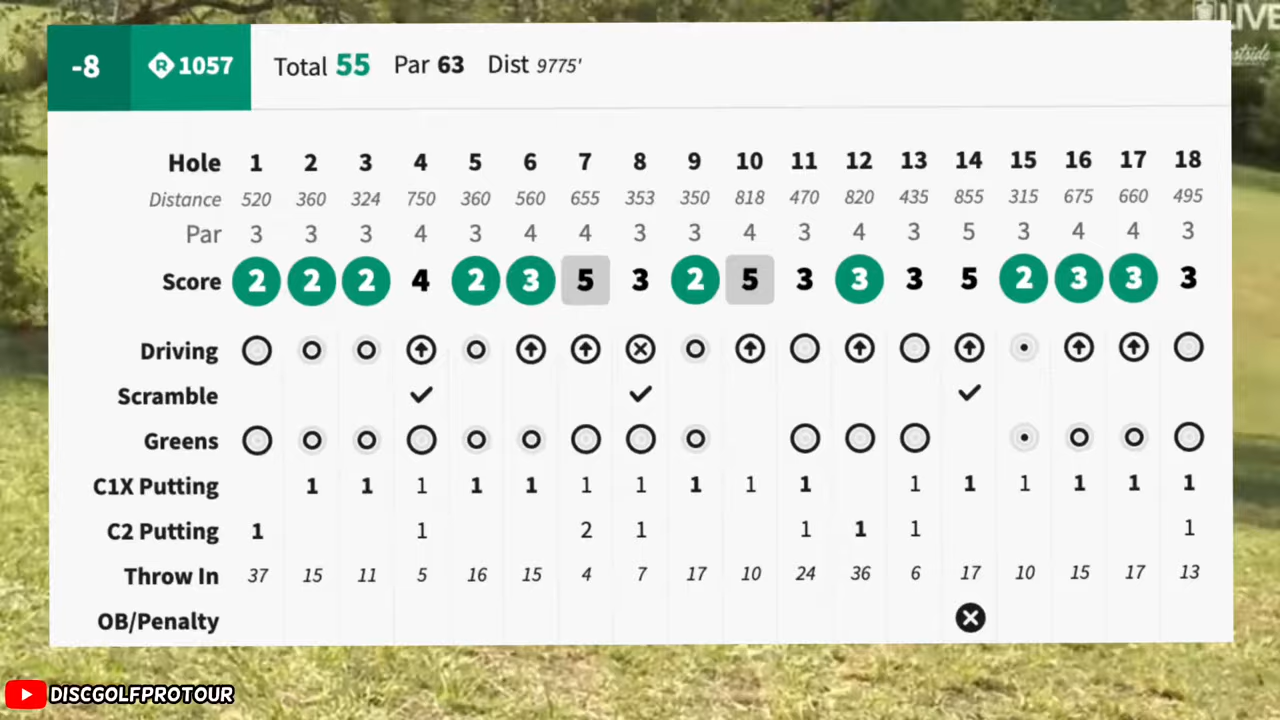 LIVE
-8 R 1057 Total 55 Par 63 Dist 9775'
Hole 1 2 3 4 5 6 7 8 9 10 11 12 13 14 15 16 17 18
Distance 520 360 324 750 360 560 655 353 350 818 470 820 435 855 315 675 660 495
Par 3 3 3 4 3 4 4 3 3 4 3 4 3 5 3 4 4 3
Score 2 2 2 4 2 3 5 3 2 5 3 3 3 5 2 3 3 3
Driving
Scramble
Greens
C1X Putting 1 1 1 1 1 1 1 1 1 1 1 1 1 1 1 1
C2 Putting 1 1 2 1 1 1 1 1
Throw In 37 15 11 5 16 15 4 7 17 10 24 36 6 17 10 15 17 13
OB/Penalty
DISCGOLFPROTOUR